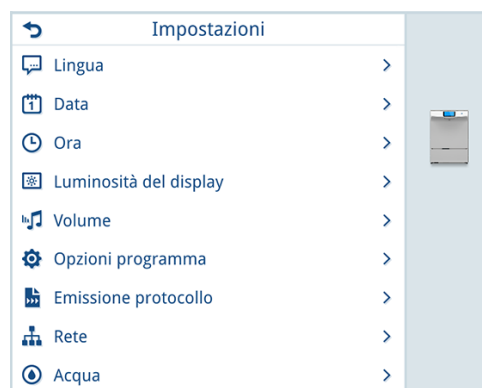 Impostazioni
Lingua
Data
Ora
Luminosità del display
Volume
Opzioni programma
Emissione protocollo
Rete
Acqua